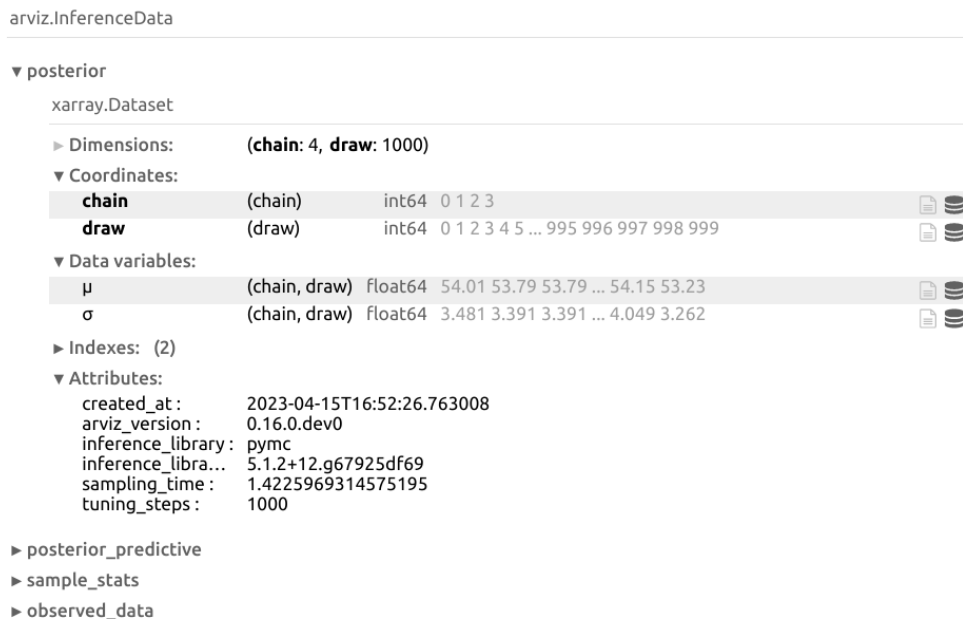 arviz.InferenceData
▼ posterior
xarray.Dataset
► Dimensions: (chain: 4, draw: 1000)
▼ Coordinates:
chain (chain) int64 0 1 2 3
draw (draw) int64 0 1 2 3 4 5 ... 995 996 997 998 999
▼ Data variables:
μ (chain, draw) float64 54.01 53.79 53.79 ... 54.15 53.23
σ (chain, draw) float64 3.481 3.391 3.391 ... 4.049 3.262
► Indexes: (2)
▼ Attributes:
created_at : 2023-04-15T16:52:26.763008
arviz_version : 0.16.0.dev0
inference_library : pymc
inference_libra... 5.1.2+12.g67925df69
sampling_time : 1.4225969314575195
tuning_steps : 1000
► posterior_predictive
► sample_stats
► observed_data